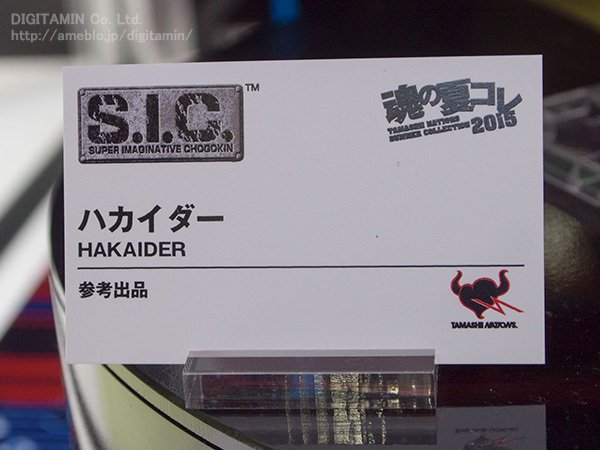 DIGITAMIN Co. Ltd.
http://ameblo.jp/digitamin/
S.I.C.™
SUPER IMAGINATIVE CHOGOKIN
魂の夏コレ
TAMASHII NATIONS
SUMMER COLLECTION 2015
ハカイダー
HAKAIDER
参考出品
TAMASHII NATIONS.